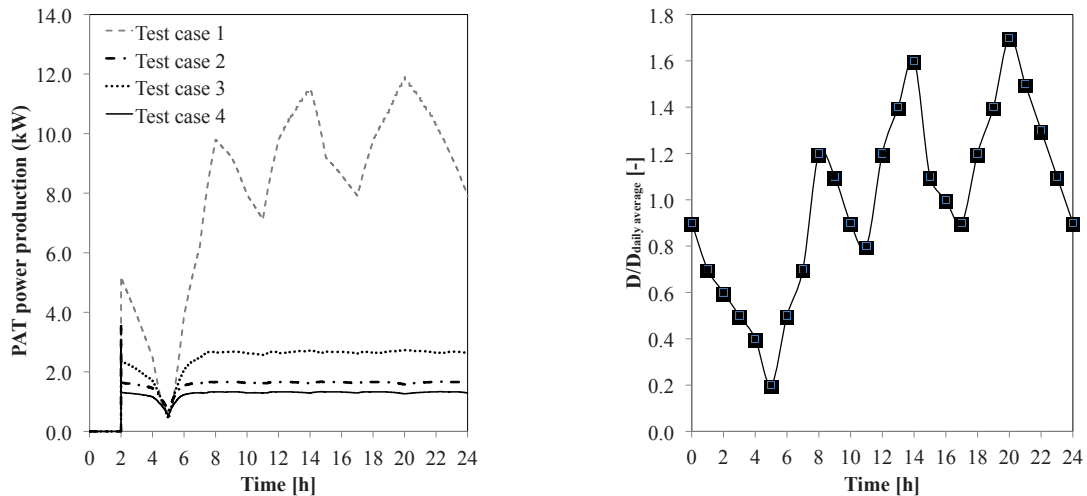 PAT power production (kW)
14.0
12.0
10.0
8.0
6.0
4.0
2.0
0.0
Test case 1
Test case 2
Test case 3
Test case 4
0 2 4 6 8 10 12 14 16 18 20 22 24
Time [h]
D/Ddaily average [-]
1.8
1.6
1.4
1.2
1.0
0.8
0.6
0.4
0.2
0.0
0 2 4 6 8 10 12 14 16 18 20 22 24
Time [h]